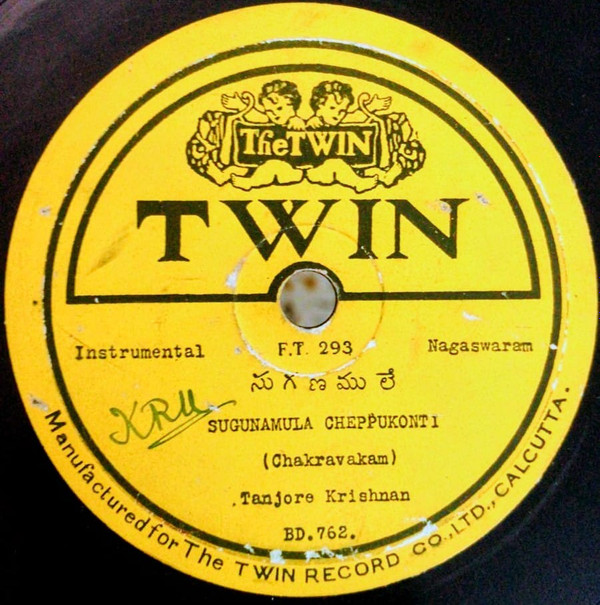 The TWIN
TWIN
Instrumental F.T. 293 Nagaswaram
సు గ ణ ము లే
KRM
SUGUNAMULA CHEPPUKONTI
(Chakravakam)
Tanjore Krishnan
BD.762.
Manufactured for The TWIN RECORD CO., LTD., CALCUTTA.